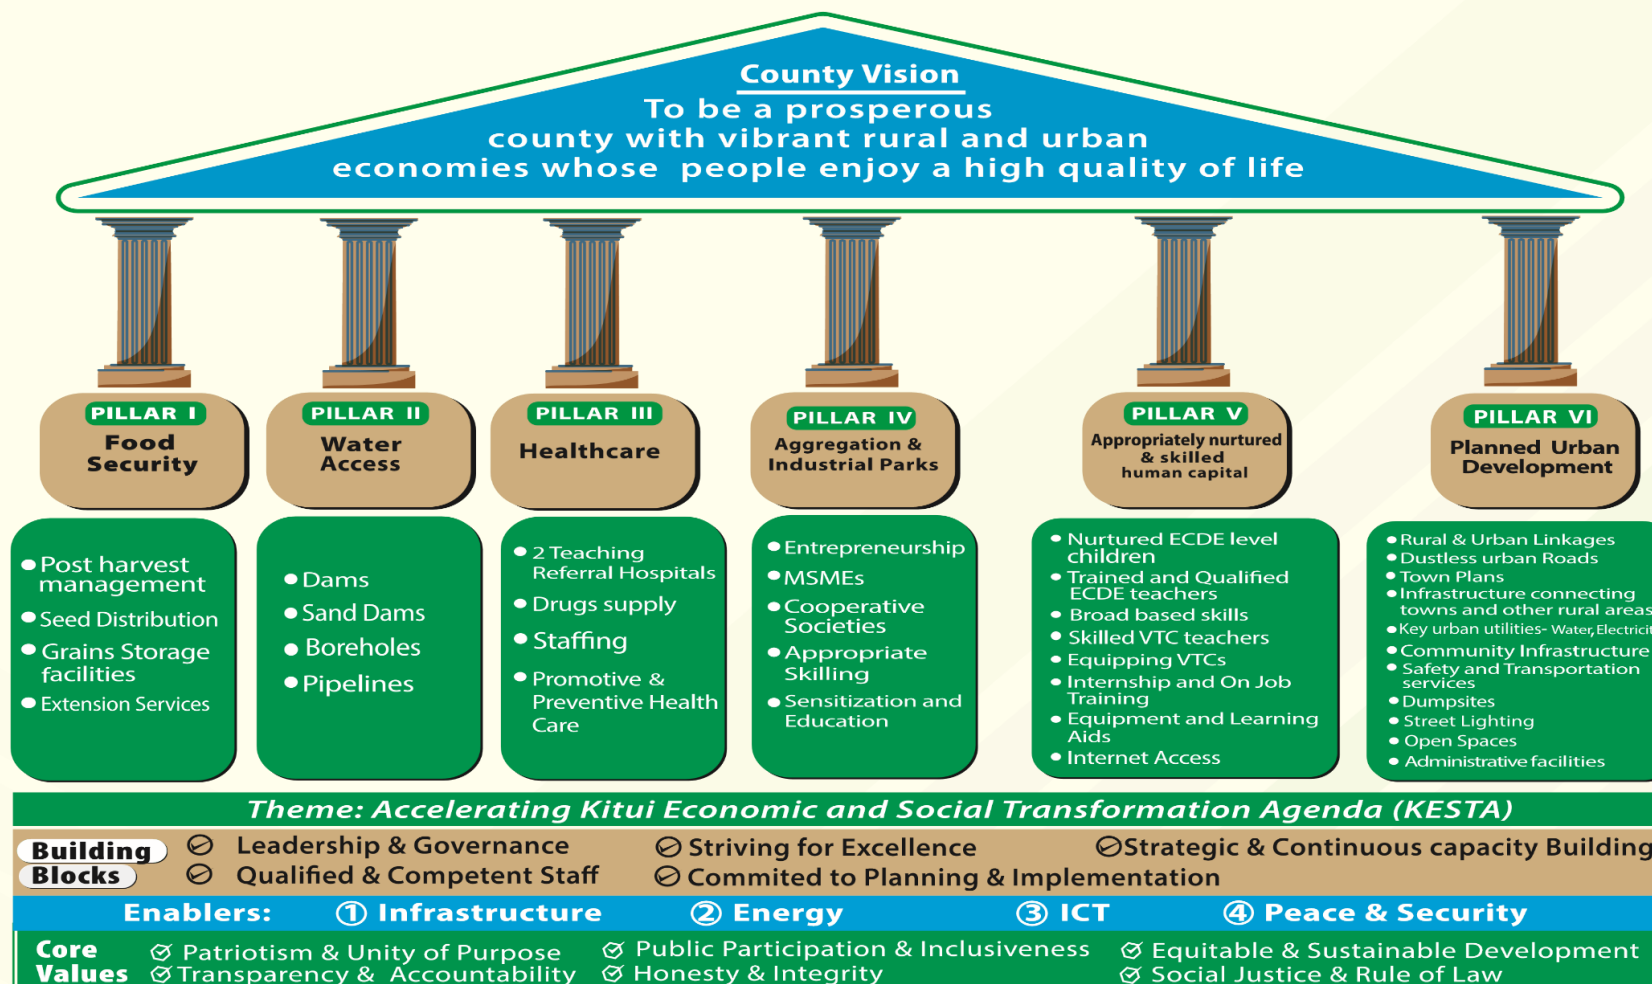 County Vision
To be a prosperous
county with vibrant rural and urban
economies whose people enjoy a high quality of life
PILLAR I
Food
Security
PILLAR II
Water
Access
PILLAR III
Healthcare
PILLAR IV
Aggregation &
Industrial Parks
PILLAR V
Appropriately nurtured
& skilled
human capital
PILLAR VI
Planned Urban
Development
Post harvest
management
Seed Distribution
Grains Storage
facilities
Extension Services
Dams
Sand Dams
Boreholes
Pipelines
2 Teaching
Referral Hospitals
Drugs supply
Staffing
Promotive &
Preventive Health
Care
Entrepreneurship
MSMEs
Cooperative
Societies
Appropriate
Skilling
Sensitization and
Education
Nurtured ECDE level
children
Trained and Qualified
ECDE teachers
Broad based skills
Skilled VTC teachers
Equipping VTCs
Internship and On Job
Training
Equipment and Learning
Aids
Internet Access
Rural & Urban Linkages
Dustless urban Roads
Town Plans
Infrastructure connecting
towns and other rural areas
Key urban utilities- Water,
Community Infrastructure
Safety and Transportation
services
Dumpsites
Street Lighting
Open Spaces
Administrative facilities
Theme: Accelerating Kitui Economic and Social Transformation Agenda (KESTA)
Building Leadership & Governance Striving for Excellence Strategic & Continuous capacity Building
Blocks Qualified & Competent Staff Commited to Planning & Implementation
Enablers: 1 Infrastructure 2 Energy 3 ICT 4 Peace & Security
Core Patriotism & Unity of Purpose Public Participation & Inclusiveness Equitable & Sustainable Development
Values Transparency & Accountability Honesty & Integrity Social Justice & Rule of Law